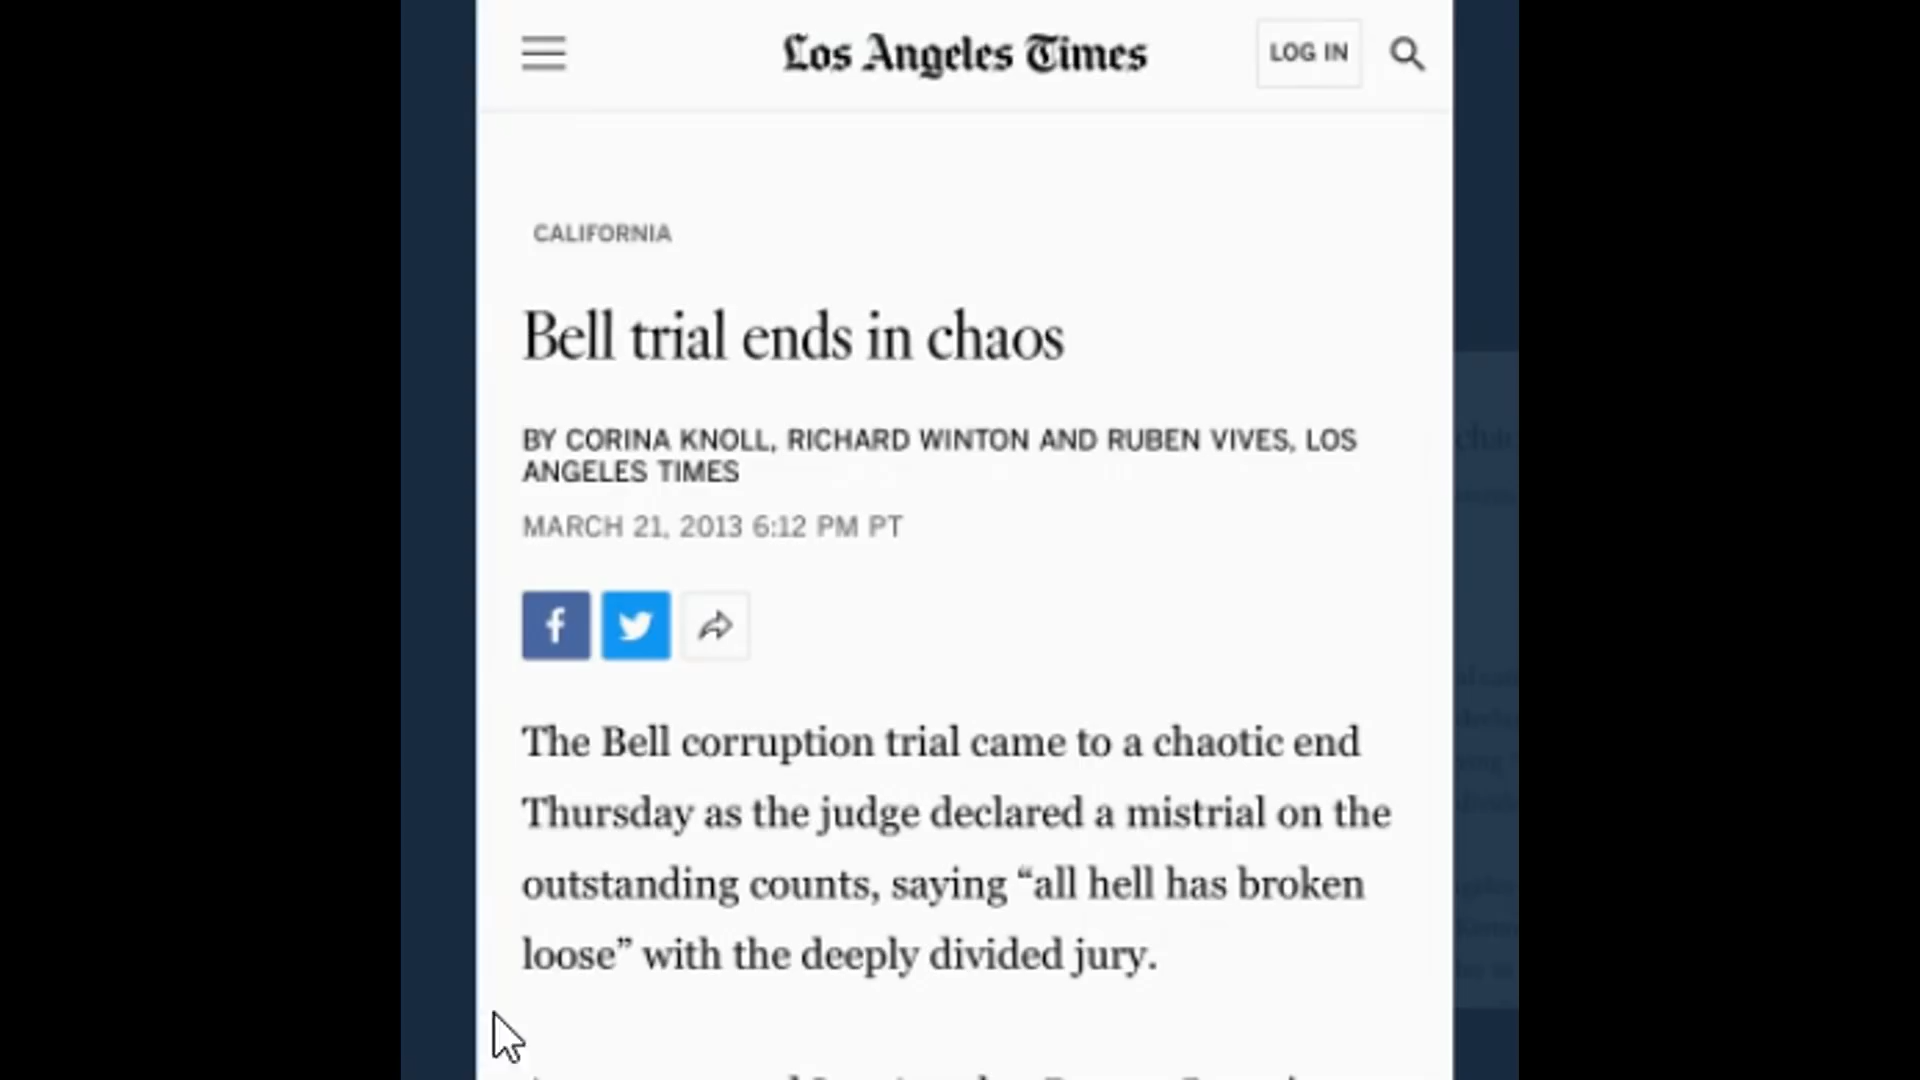 Los Angeles Times
LOG IN
CALIFORNIA
Bell trial ends in chaos
BY CORINA KNOLL, RICHARD WINTON AND RUBEN VIVES, LOS
ANGELES TIMES
MARCH 21, 2013 6:12 PM PT
The Bell corruption trial came to a chaotic end
Thursday as the judge declared a mistrial on the
outstanding counts, saying “all hell has broken
loose” with the deeply divided jury.